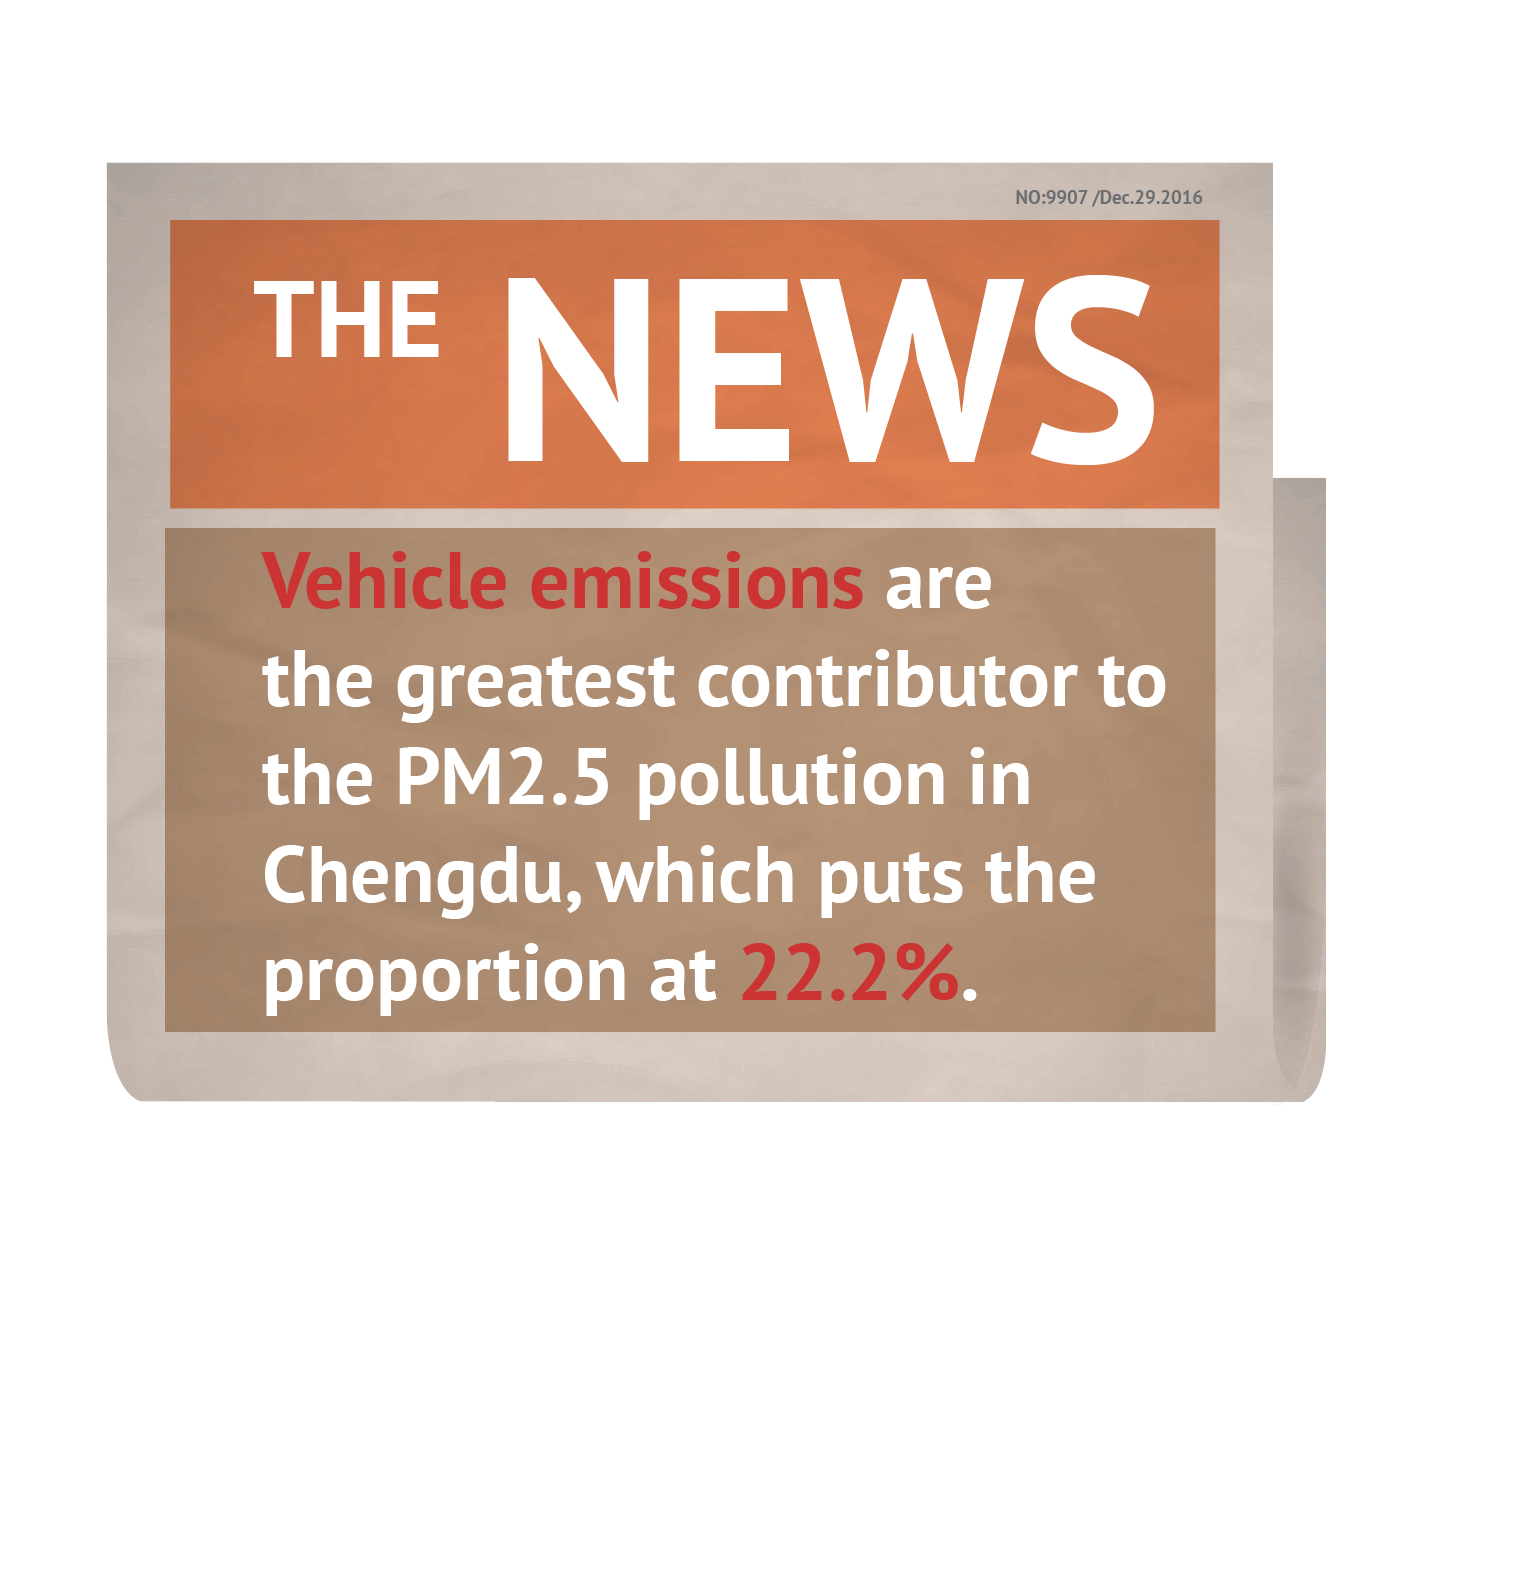 NO:9907 /Dec.29.2016
THE NEWS
Vehicle emissions are
the greatest contributor to
the PM2.5 pollution in
Chengdu, which puts the
proportion at 22.2%.